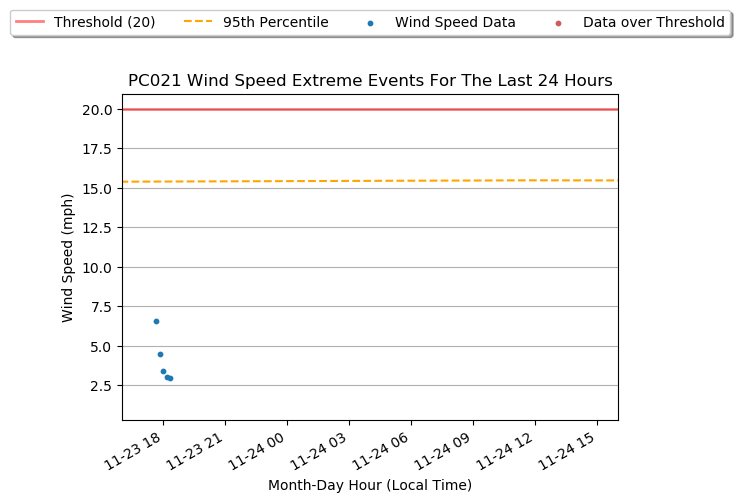 Threshold (20) 95th Percentile Wind Speed Data Data over Threshold
PC021 Wind Speed Extreme Events For The Last 24 Hours
20.0
17.5
15.0
12.5
10.0
7.5
5.0
2.5
Wind Speed (mph)
11-23 18 11-23 21 11-24 00 11-24 03 11-24 06 11-24 09 11-24 12 11-24 15
Month-Day Hour (Local Time)